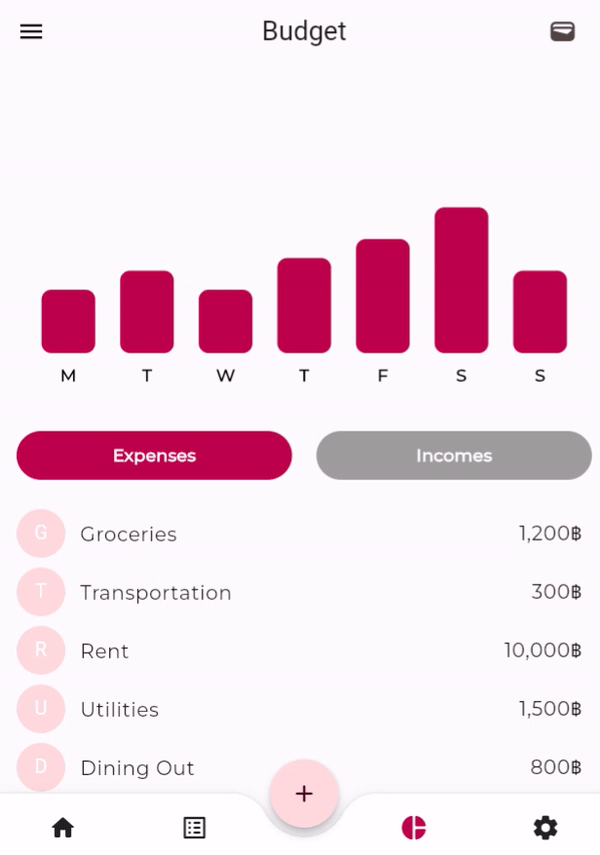 Budget
M T W T F S S
Expenses Incomes
G Groceries 1,200฿
T Transportation 300฿
R Rent 10,000฿
U Utilities 1,500฿
D Dining Out 800฿
+